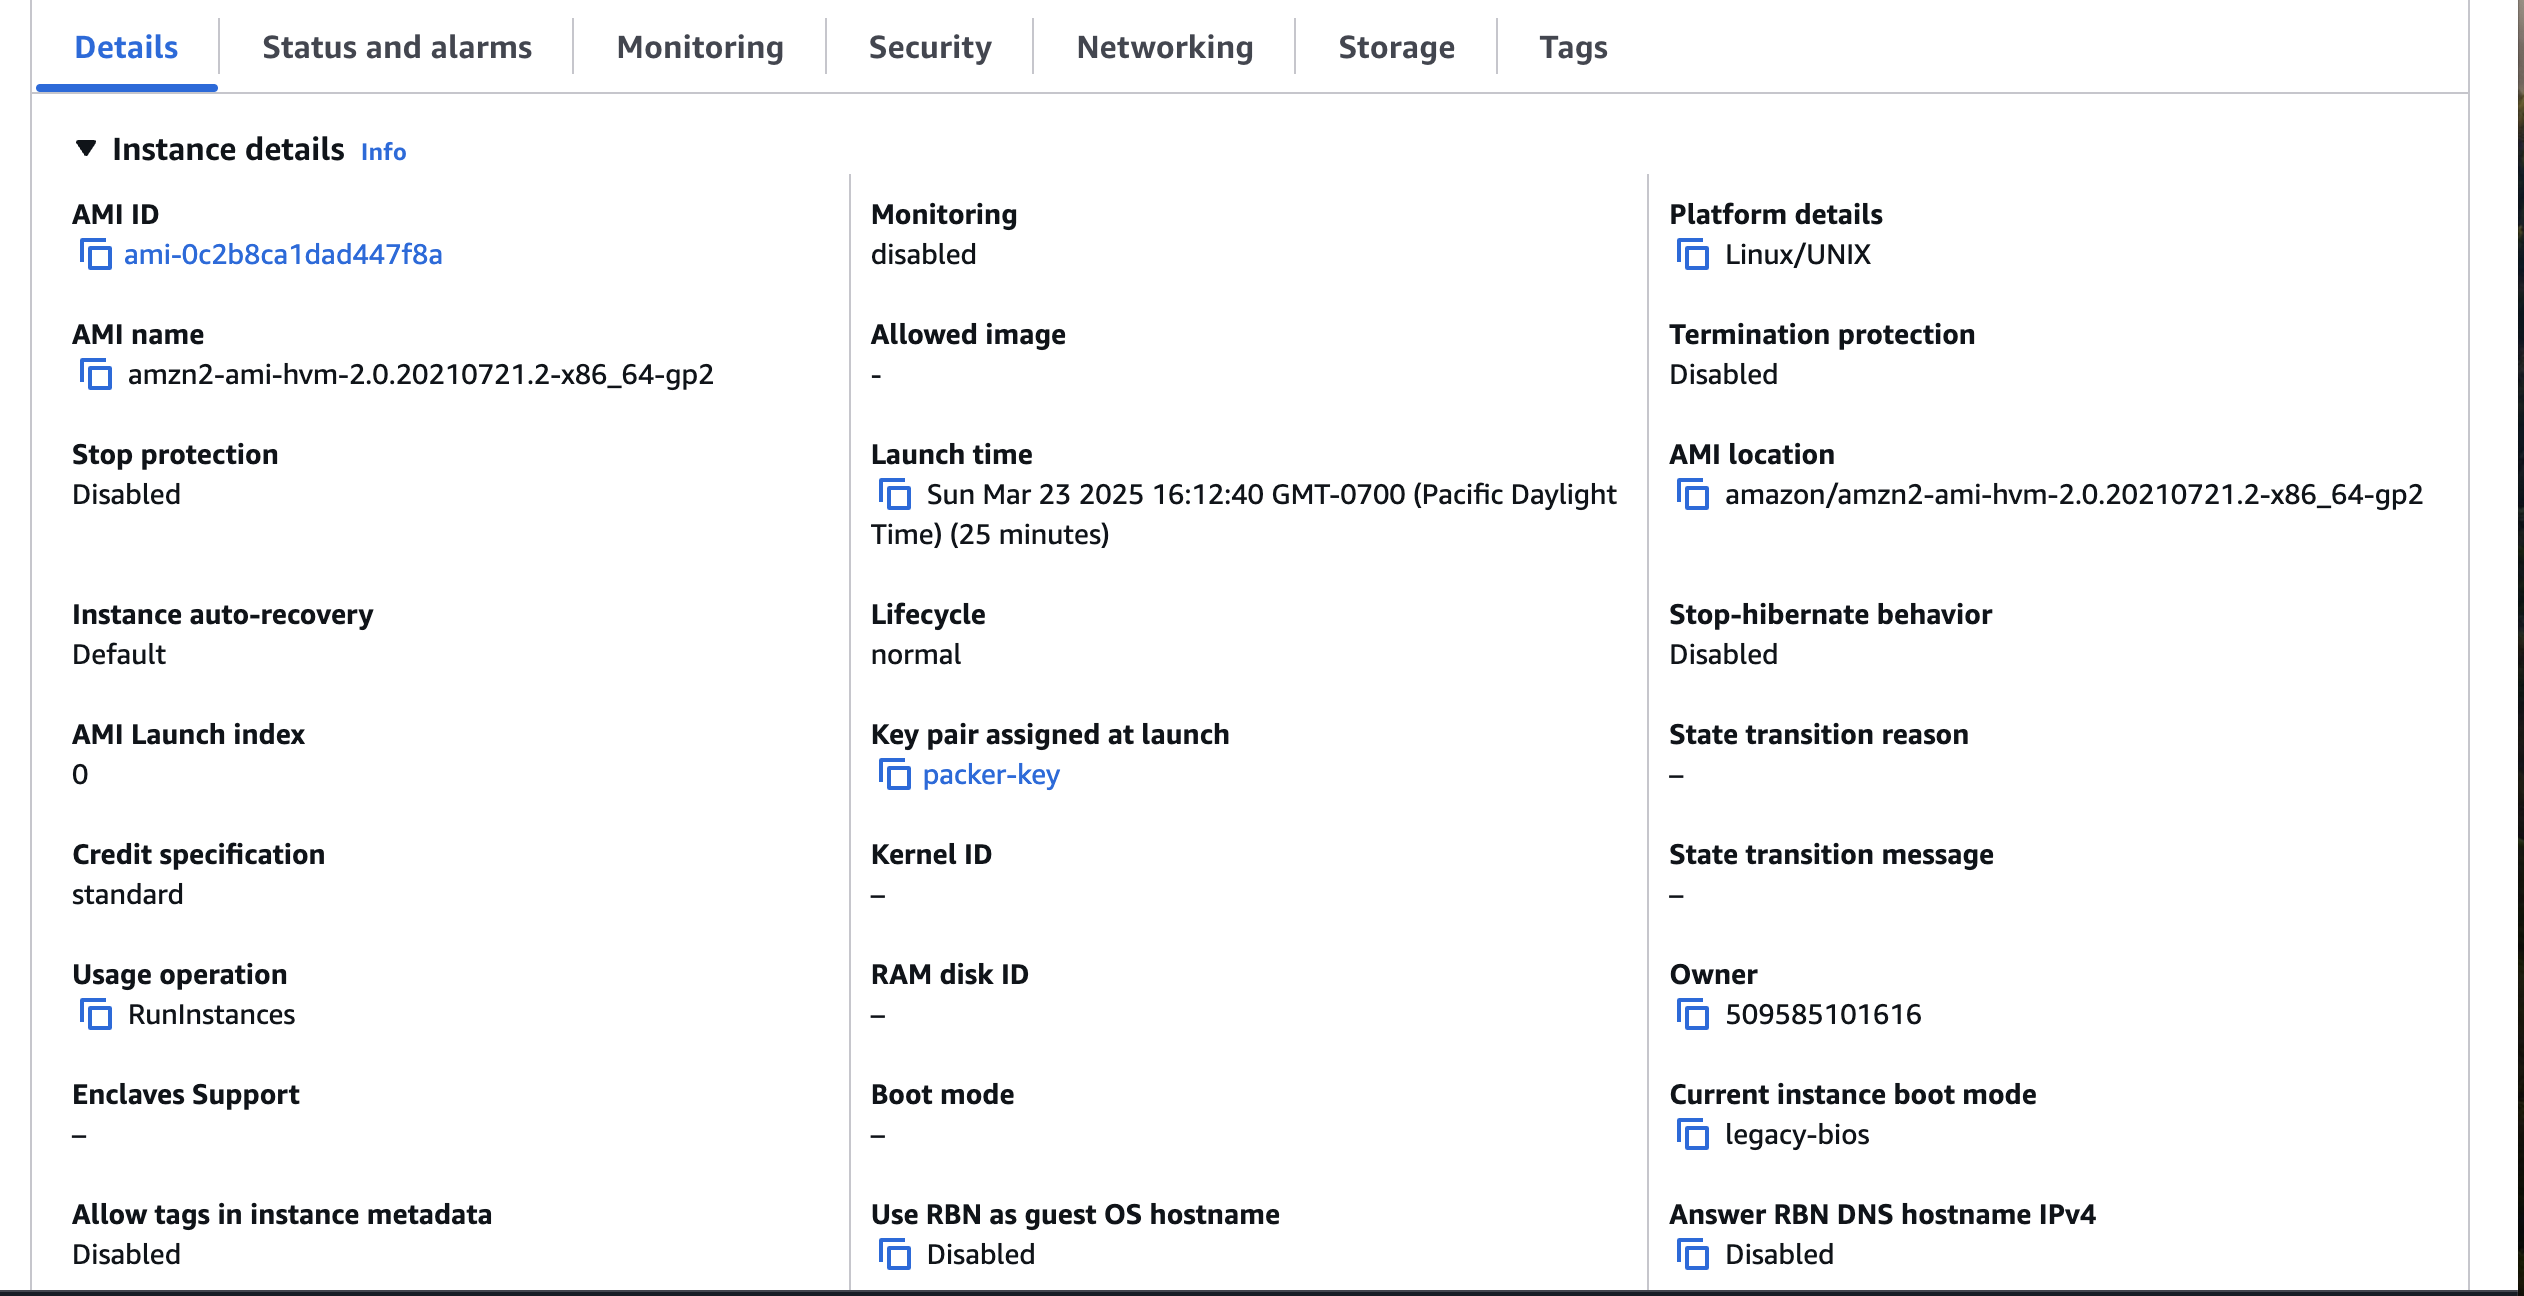 Details
Status and alarms
Monitoring
Security
Networking
Storage
Tags
Instance details Info
AMI ID
ami-0c2b8ca1dad447f8a
Monitoring
disabled
Platform details
Linux/UNIX
AMI name
amzn2-ami-hvm-2.0.20210721.2-x86_64-gp2
Allowed image
-
Termination protection
Disabled
Stop protection
Disabled
Launch time
Sun Mar 23 2025 16:12:40 GMT-0700 (Pacific Daylight
Time) (25 minutes)
AMI location
amazon/amzn2-ami-hvm-2.0.20210721.2-x86_64-gp2
Instance auto-recovery
Default
Lifecycle
normal
Stop-hibernate behavior
Disabled
AMI Launch index
0
Key pair assigned at launch
packer-key
State transition reason
–
Credit specification
standard
Kernel ID
–
State transition message
–
Usage operation
RunInstances
RAM disk ID
–
Owner
509585101616
Enclaves Support
–
Boot mode
–
Current instance boot mode
legacy-bios
Allow tags in instance metadata
Disabled
Use RBN as guest OS hostname
Disabled
Answer RBN DNS hostname IPv4
Disabled